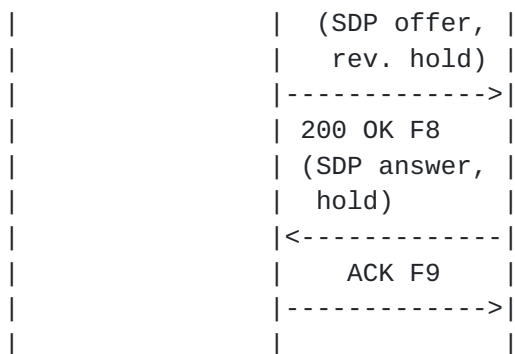 |                |  (SDP offer, |
|                |   rev. hold) |
|                |------------->|
|                | 200 OK F8    |
|                | (SDP answer, |
|                |  hold)       |
|                |<-------------|
|                |    ACK F9    |
|                |------------->|
|                |              |